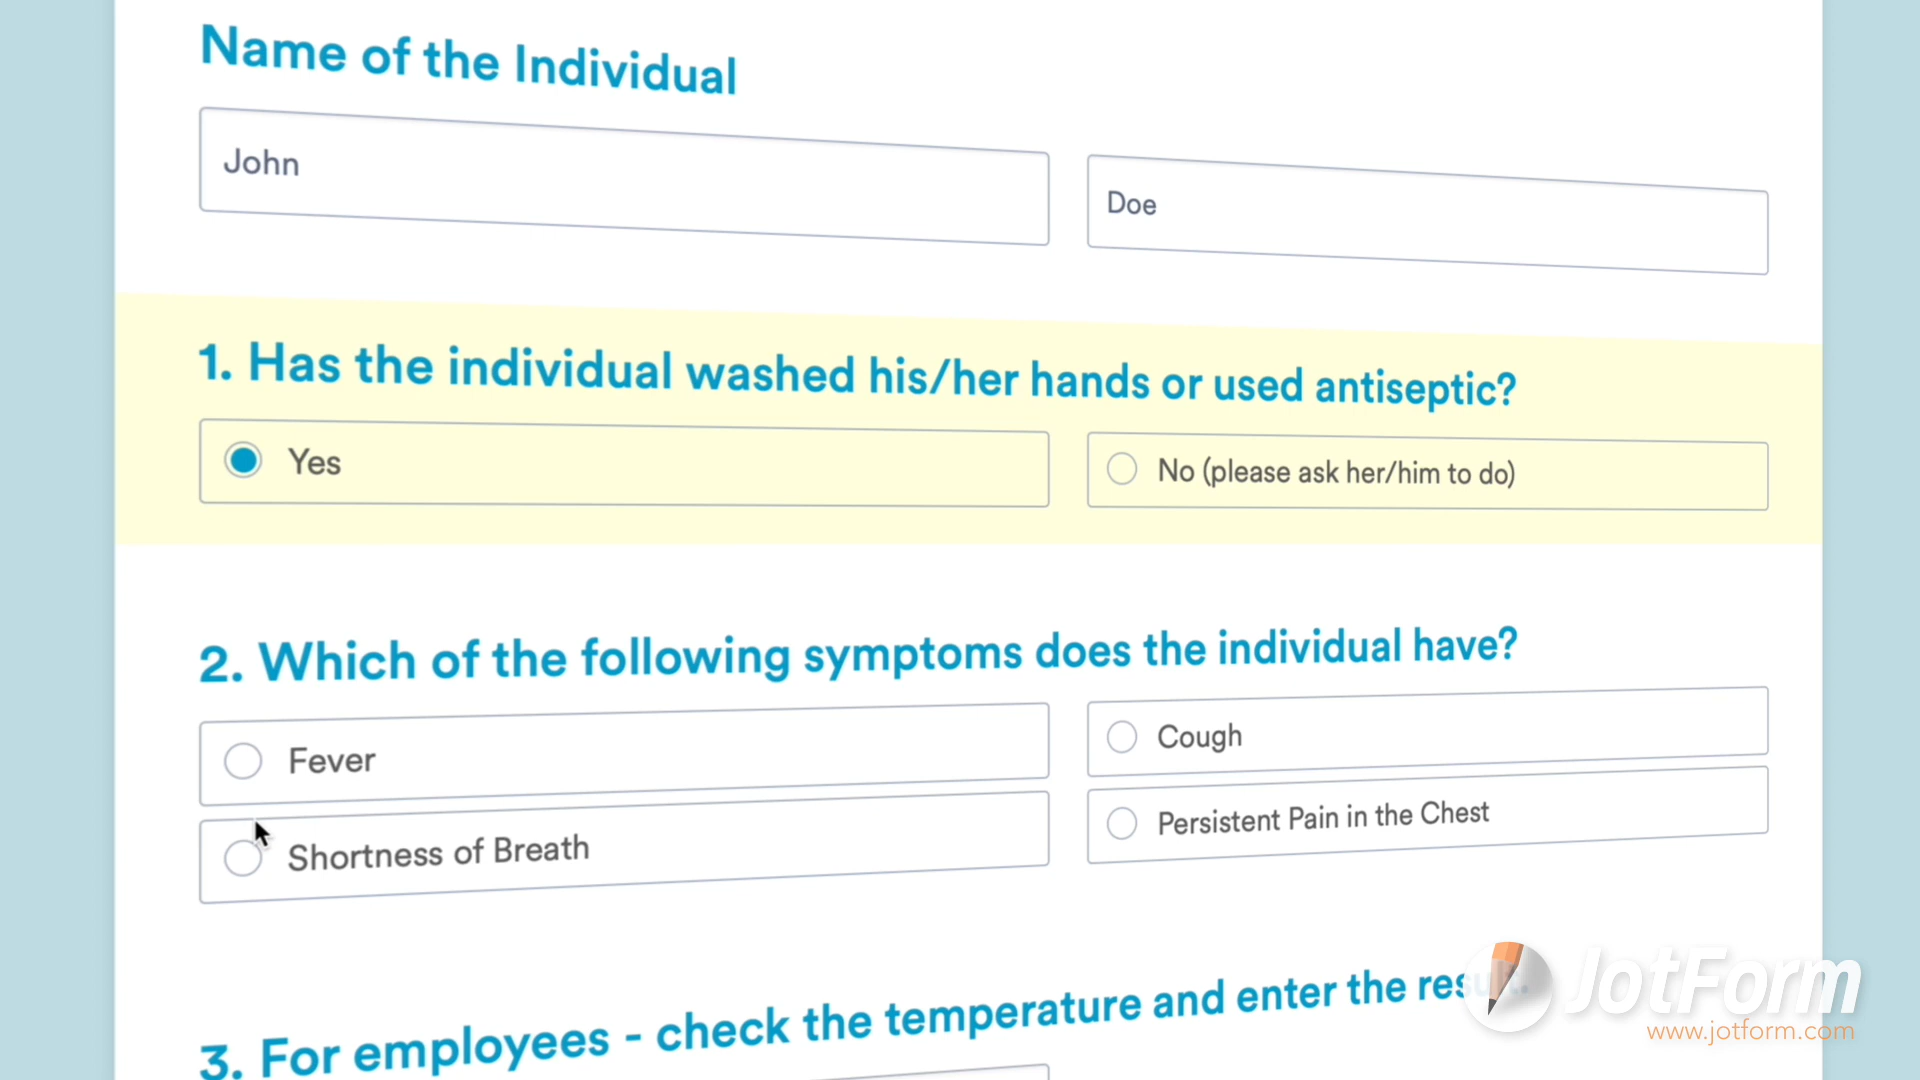 Name of the Individual
John
Doe
1. Has the individual washed his/her hands or used antiseptic?
Yes
No (please ask her/him to do)
2. Which of the following symptoms does the individual have?
Fever
Cough
Shortness of Breath
Persistent Pain in the Chest
3. For employees - check the temperature and enter the result.
JotForm
www.jotform.com